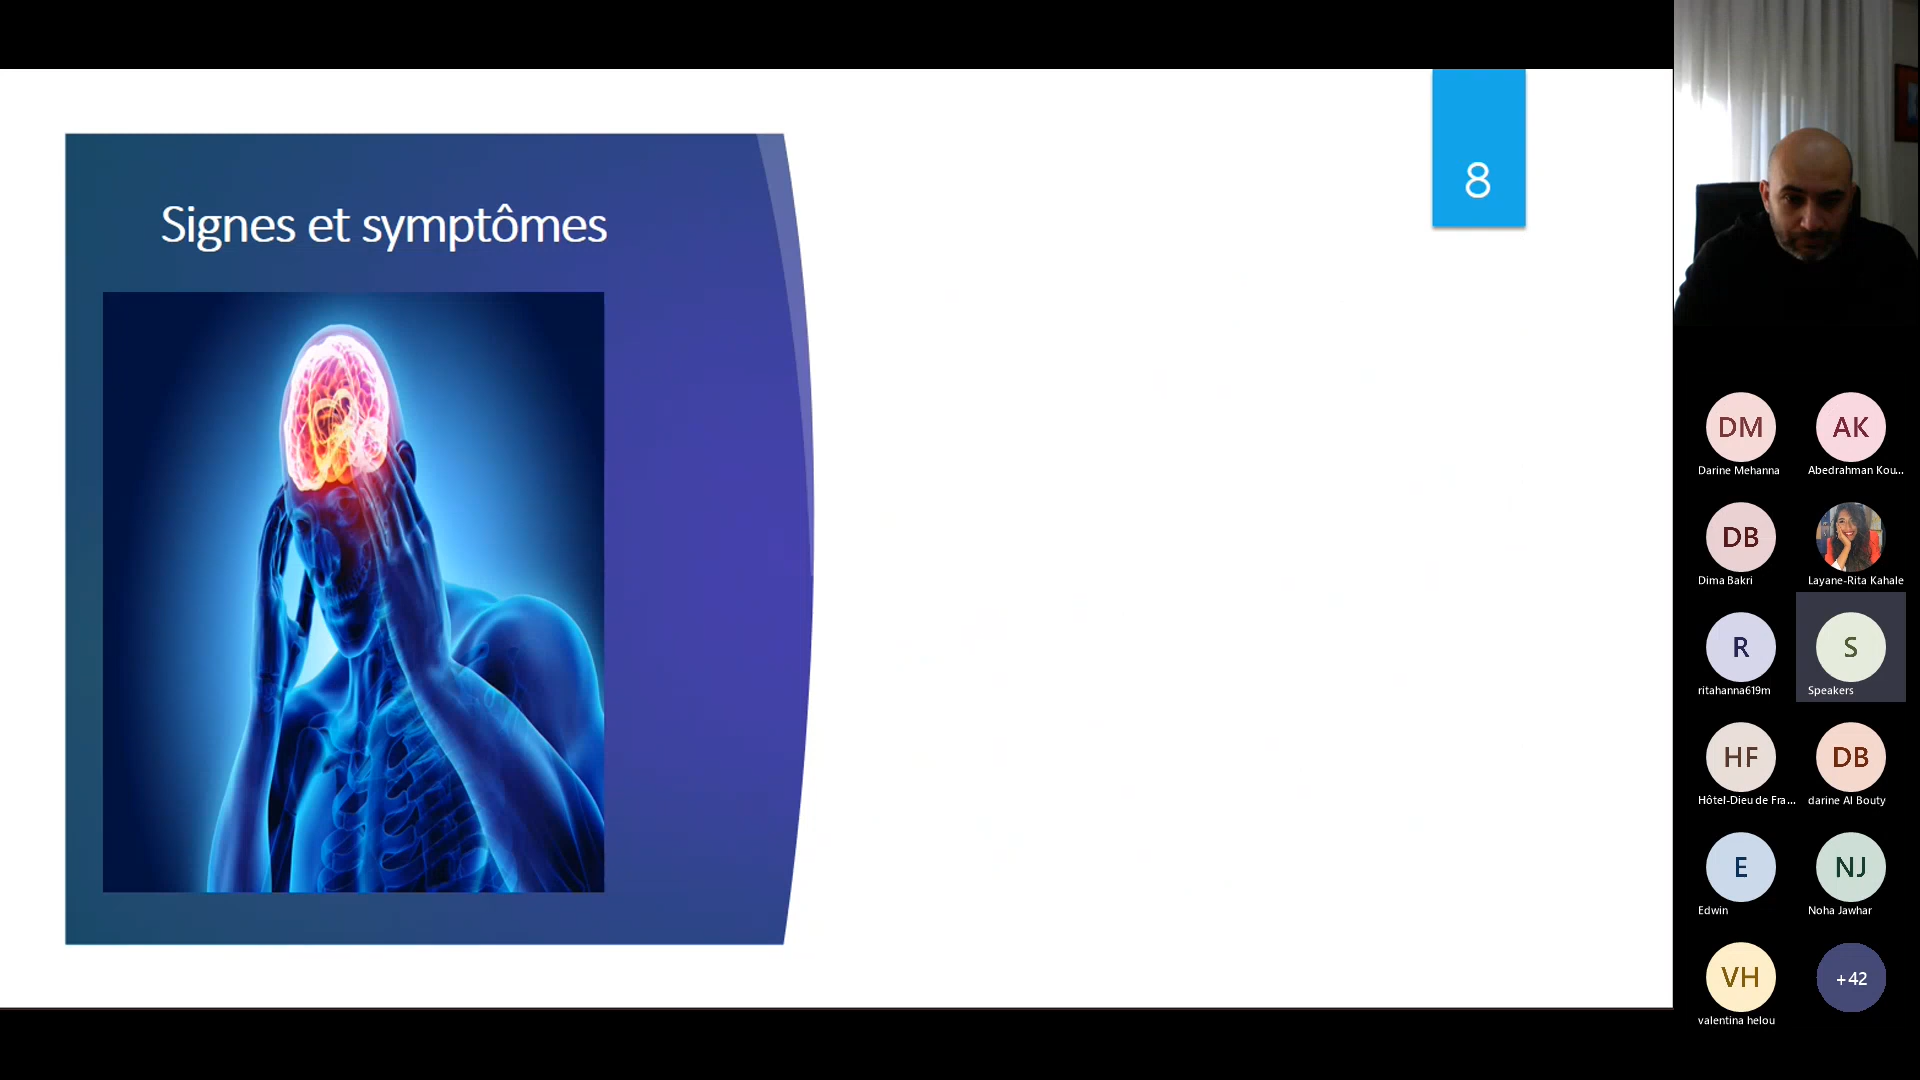 8
Signes et symptômes
DM
Darine Mehanna
AK
Abedrahman Kou...
DB
Dima Bakri
Layane-Rita Kahale
R
ritahanna619m
S
Speakers
HF
Hôtel-Dieu de Fra...
DB
darine Al Bouty
E
Edwin
NJ
Noha Jawhar
VH
valentina helou
+42